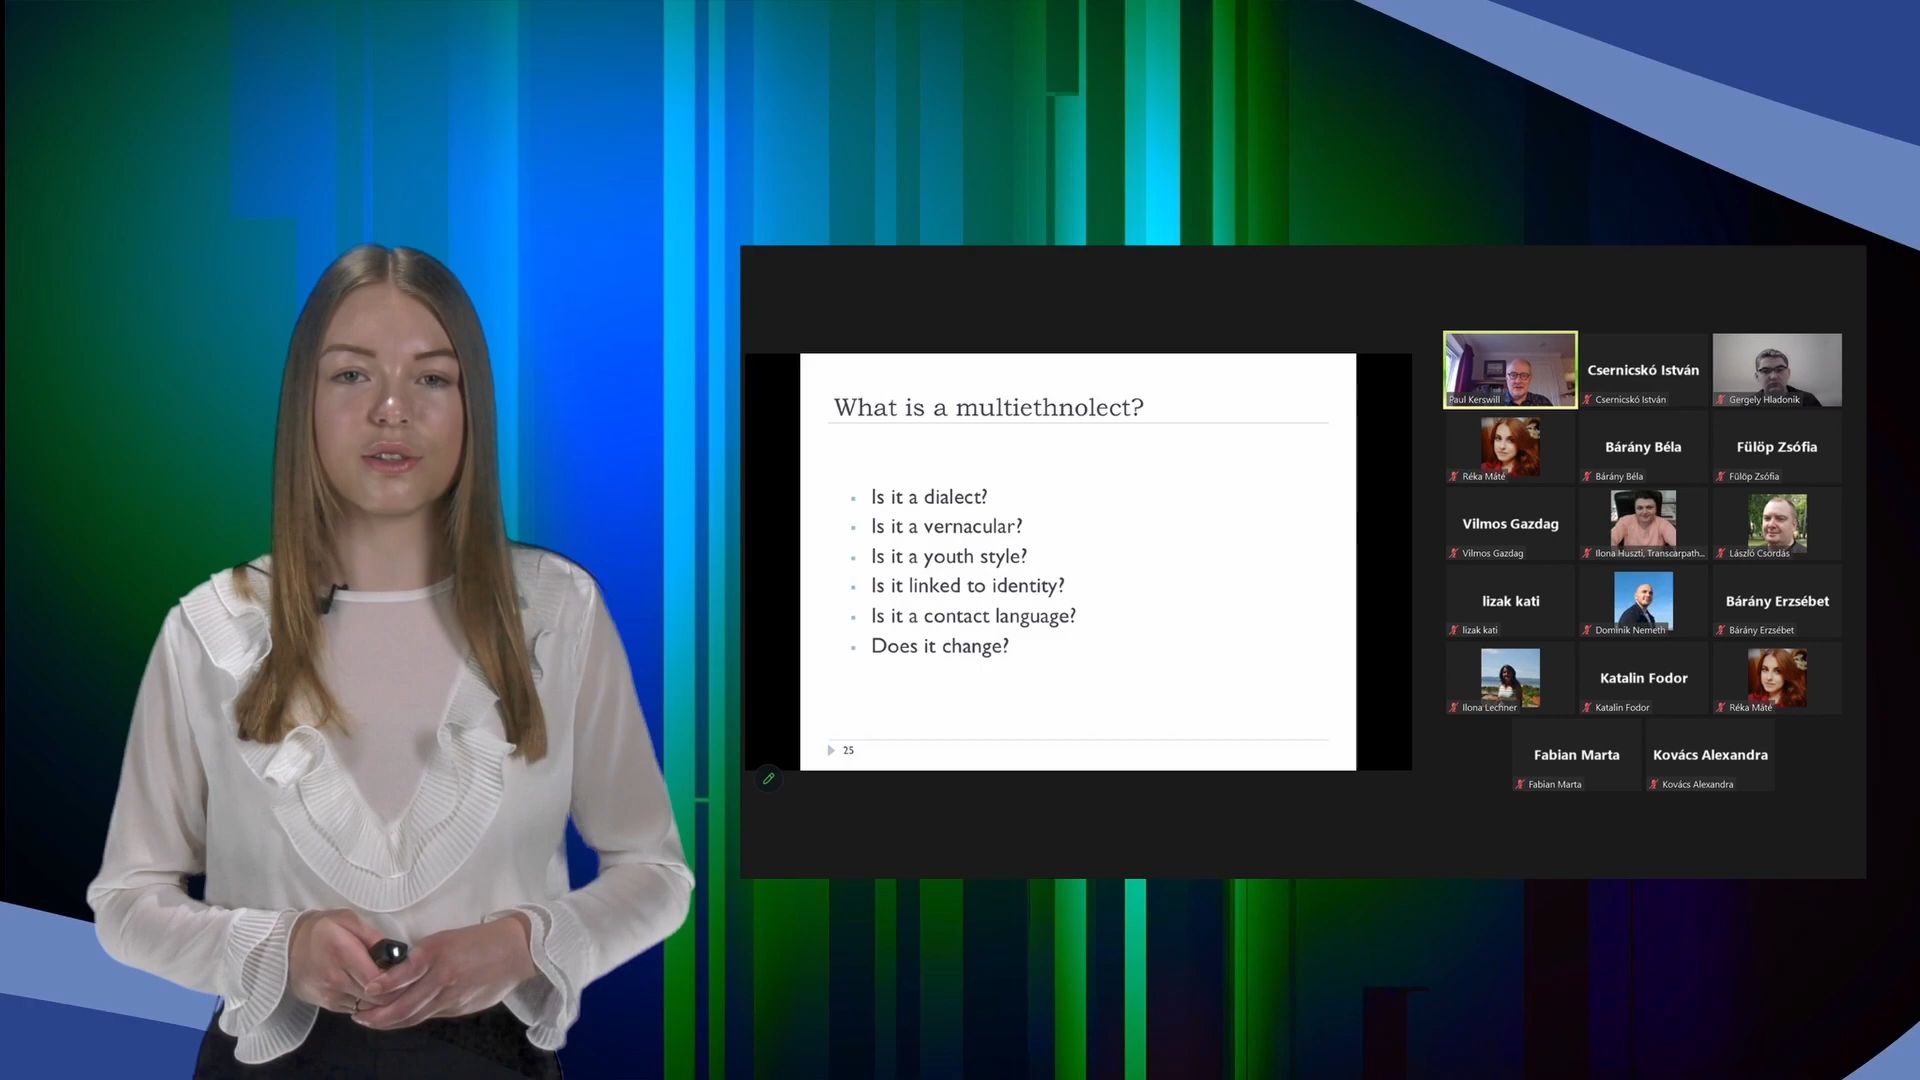 What is a multiethnolect?
Is it a dialect?
Is it a vernacular?
Is it a youth style?
Is it linked to identity?
Is it a contact language?
Does it change?
25
Paul Kerswill
Csernicskó István
Csernicskó István
Gergely Hladonik
Réka Máté
Bárány Béla
Bárány Béla
Fülöp Zsófia
Fülöp Zsófia
Vilmos Gazdag
Vilmos Gazdag
Ilona Huszti, Transcarpath...
László Csordás
lizak kati
lizak kati
Dominik Nemeth
Bárány Erzsébet
Bárány Erzsébet
Ilona Lechner
Katalin Fodor
Katalin Fodor
Réka Máté
Fabian Marta
Fabian Marta
Kovács Alexandra
Kovács Alexandra